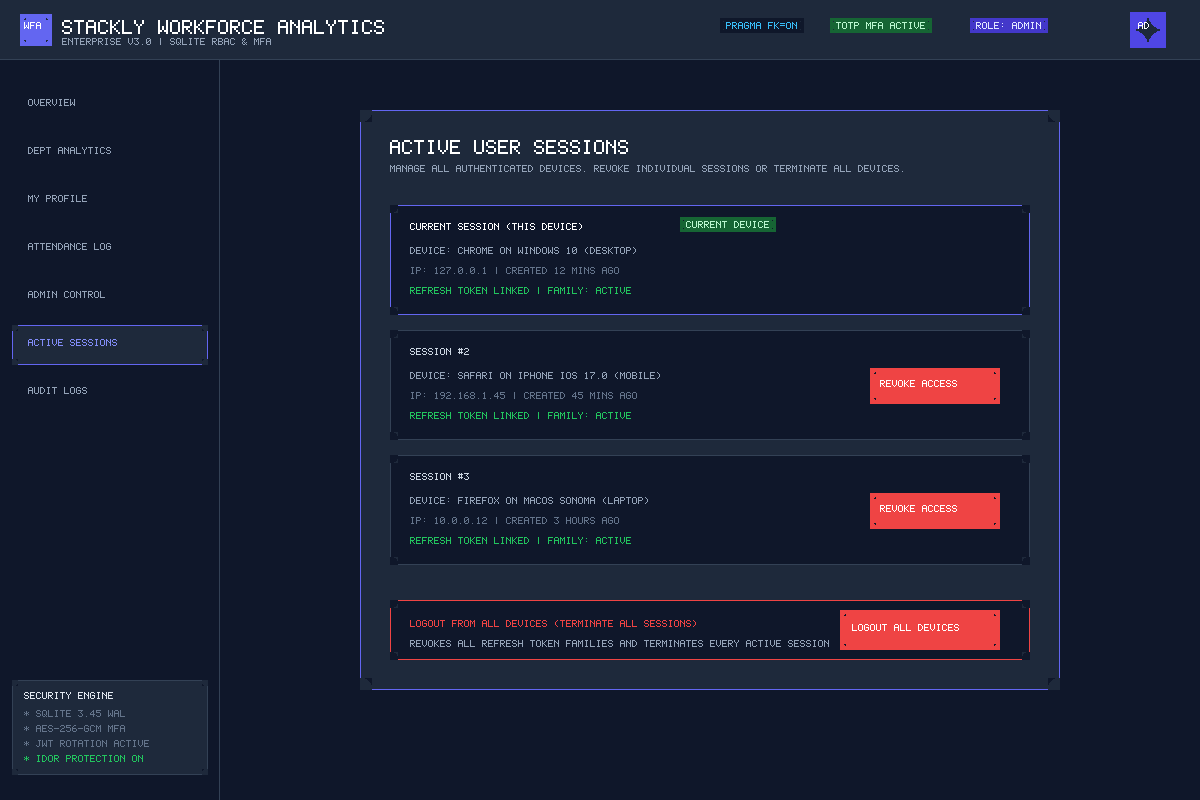 WFA
STACKLY WORKFORCE ANALYTICS
ENTERPRISE V3.0 | SQLITE RBAC & MFA
PRAGMA FK=ON
TOTP MFA ACTIVE
ROLE: ADMIN
AD
OVERVIEW
DEPT ANALYTICS
MY PROFILE
ATTENDANCE LOG
ADMIN CONTROL
ACTIVE SESSIONS
AUDIT LOGS
SECURITY ENGINE
* SQLITE 3.45 WAL
* AES-256-GCM MFA
* JWT ROTATION ACTIVE
* IDOR PROTECTION ON
ACTIVE USER SESSIONS
MANAGE ALL AUTHENTICATED DEVICES. REVOKE INDIVIDUAL SESSIONS OR TERMINATE ALL DEVICES.
CURRENT SESSION (THIS DEVICE)
CURRENT DEVICE
DEVICE: CHROME ON WINDOWS 10 (DESKTOP)
IP: 127.0.0.1 | CREATED 12 MINS AGO
REFRESH TOKEN LINKED | FAMILY: ACTIVE
SESSION #2
DEVICE: SAFARI ON IPHONE IOS 17.0 (MOBILE)
IP: 192.168.1.45 | CREATED 45 MINS AGO
REFRESH TOKEN LINKED | FAMILY: ACTIVE
REVOKE ACCESS
SESSION #3
DEVICE: FIREFOX ON MACOS SONOMA (LAPTOP)
IP: 10.0.0.12 | CREATED 3 HOURS AGO
REFRESH TOKEN LINKED | FAMILY: ACTIVE
REVOKE ACCESS
LOGOUT FROM ALL DEVICES (TERMINATE ALL SESSIONS)
REVOKES ALL REFRESH TOKEN FAMILIES AND TERMINATES EVERY ACTIVE SESSION
LOGOUT ALL DEVICES